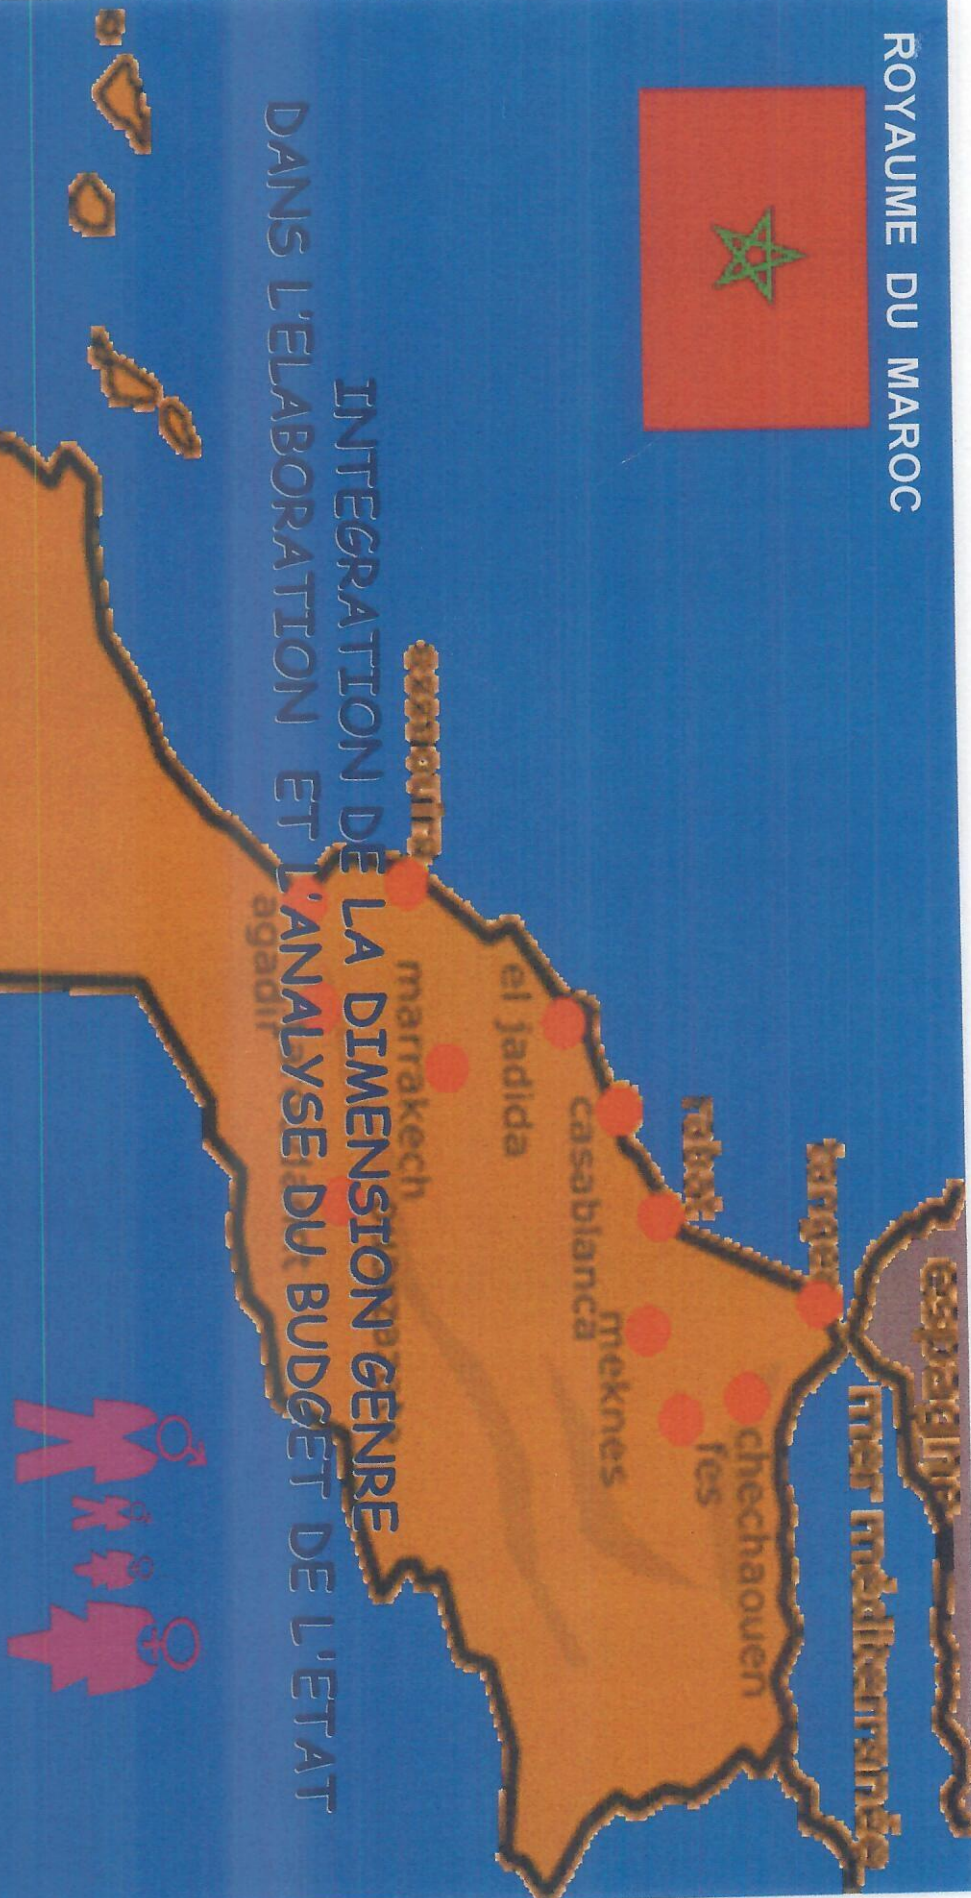 ROYAUME DU MAROC
espagne
mer méditerranée
tanger
chechaouen
rabat
fes
meknes
casablanca
el jadida
essaouira
marrakech
INTEGRATION DE LA DIMENSION GENRE
DANS L'ELABORATION ET L'ANALYSE DU BUDGET DE L'ETAT
agadir